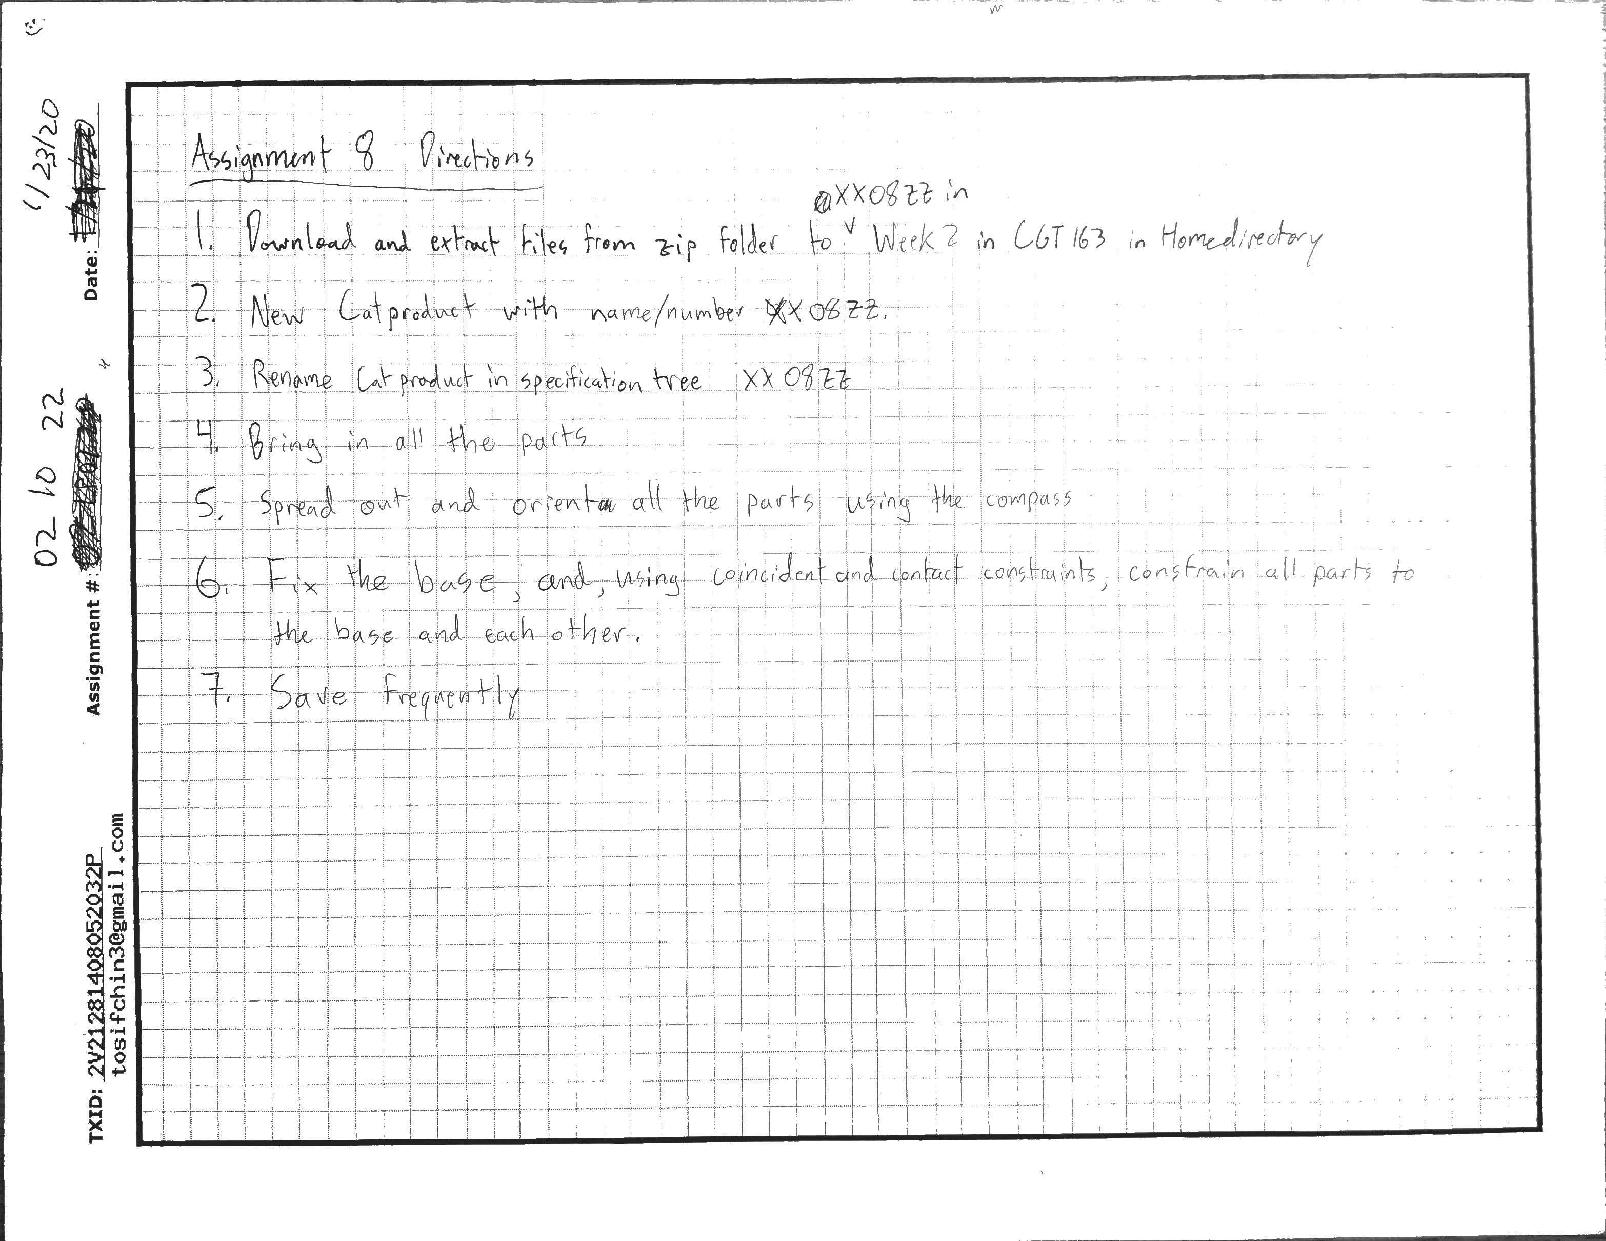 Assignment 8 Directions
XX08ZZ in
1. Download and extract files from zip folder to Week 2 in CGT 163 in Homedirectory
2. New Catproduct with name/number XX08ZZ.
3. Rename Catproduct in specification tree XX08ZZ
4. Bring in all the parts
5. Spread out and orient all the parts using the compass
6. Fix the base, and, using coincident and contact constraints, constrain all parts to
the base and each other.
7. Save frequently
Date: 1/23/20
Assignment #: 02 10 22
TXID: 2V21281408052032P
tosifchin3@gmail.com